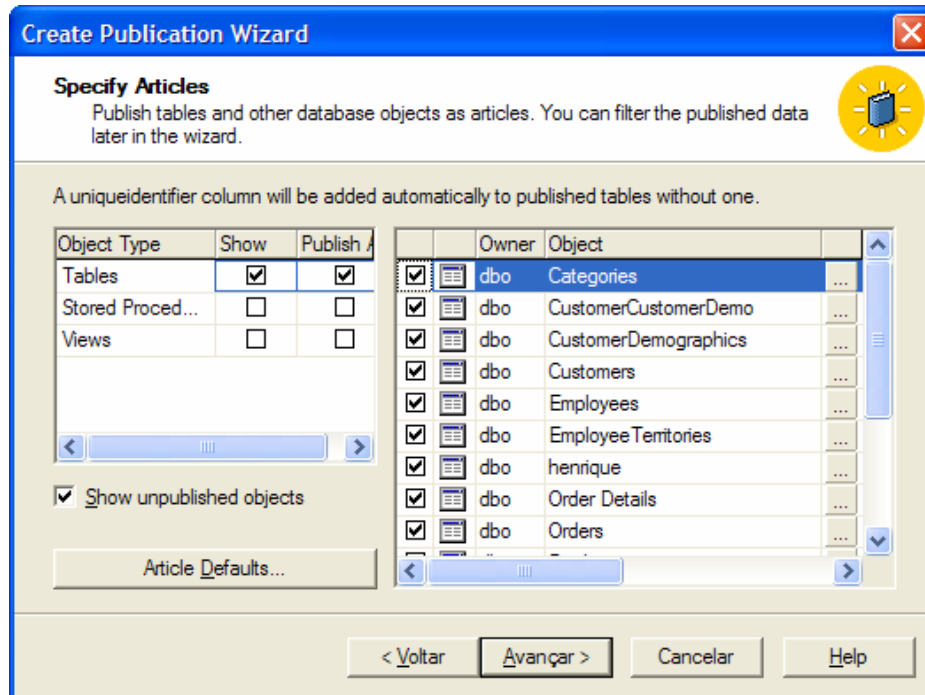 Create Publication Wizard
Specify Articles
Publish tables and other database objects as articles. You can filter the published data
later in the wizard.
A uniqueidentifier column will be added automatically to published tables without one.
Object Type Show Publish A
Tables
Stored Proced...
Views
Show unpublished objects
Article Defaults...
Owner Object
dbo Categories ...
dbo CustomerCustomerDemo ...
dbo CustomerDemographics ...
dbo Customers ...
dbo Employees ...
dbo EmployeeTerritories ...
dbo henrique ...
dbo Order Details ...
dbo Orders ...
< Voltar Avançar > Cancelar Help